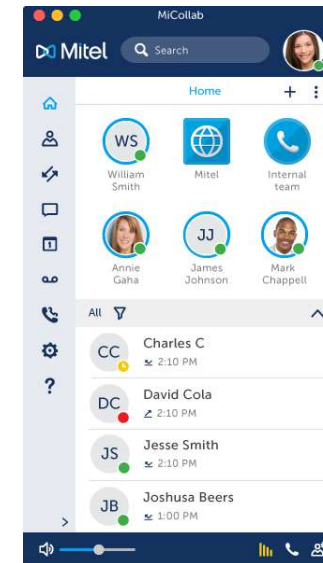 MiCollab
Mitel
Search
Home
WS
William
Smith
Mitel
Internal
team
Annie
Gaha
JJ
James
Johnson
Mark
Chappell
1
All
CC
Charles C
2:10 PM
DC
David Cola
2:10 PM
?
JS
Jesse Smith
2:10 PM
JB
Joshusa Beers
1:00 PM